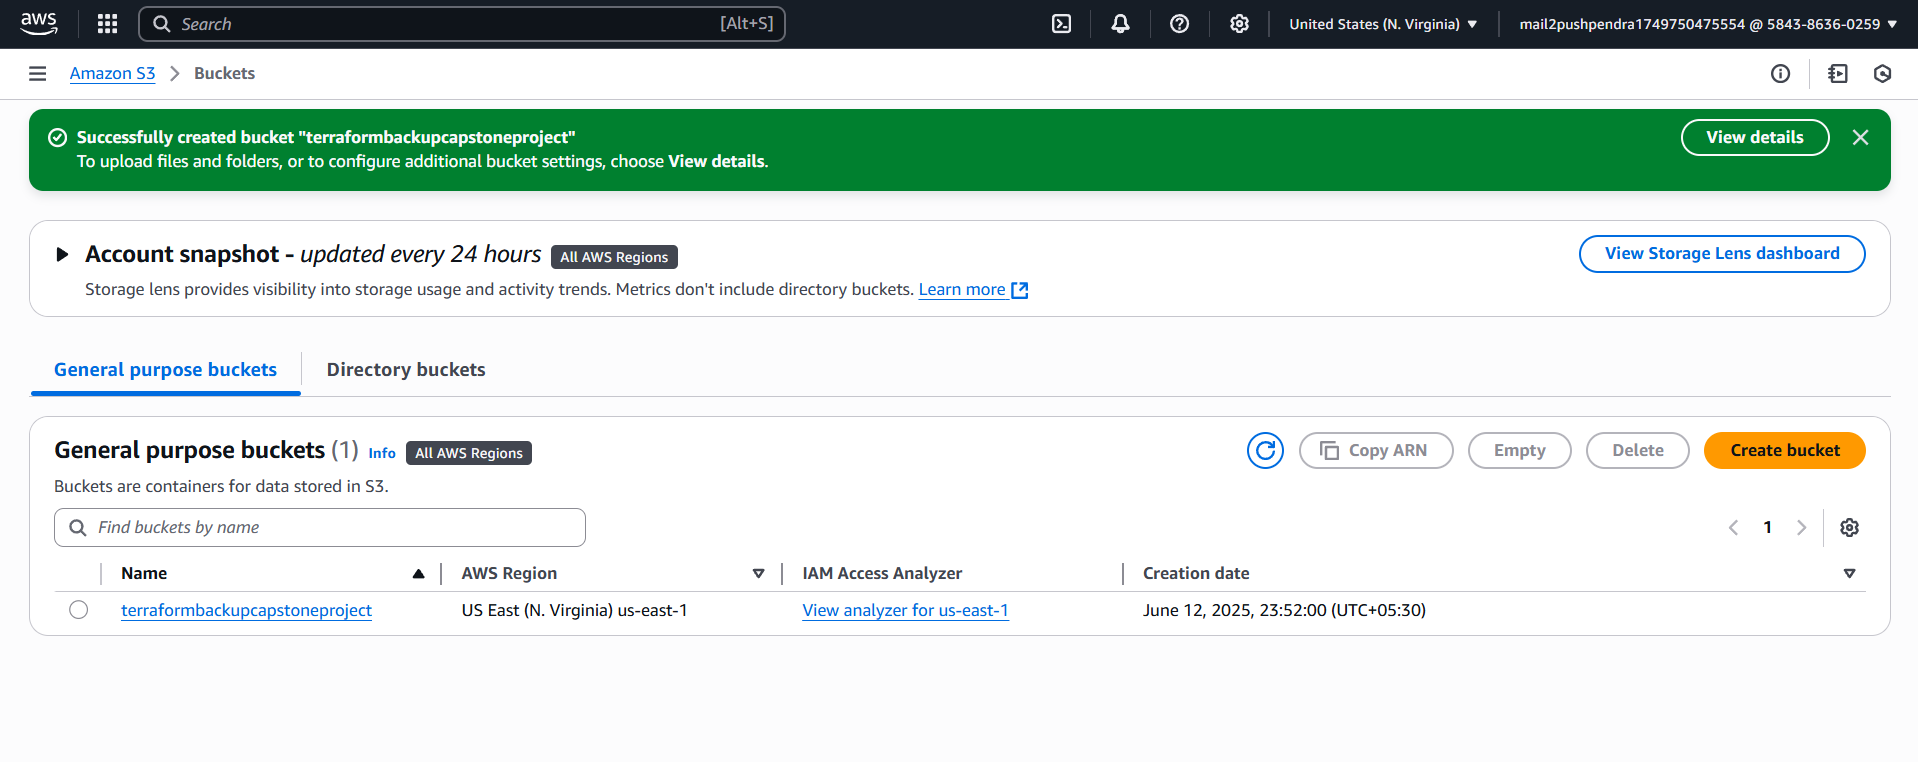 aws
Search [Alt+S]
United States (N. Virginia)
mail2pushpendra1749750475554 @ 5843-8636-0259
Amazon S3 Buckets
Successfully created bucket "terraformbackupcapstoneproject"
To upload files and folders, or to configure additional bucket settings, choose View details.
View details
Account snapshot - updated every 24 hours All AWS Regions
Storage lens provides visibility into storage usage and activity trends. Metrics don't include directory buckets. Learn more
View Storage Lens dashboard
General purpose buckets Directory buckets
General purpose buckets (1) Info All AWS Regions
Copy ARN Empty Delete Create bucket
Buckets are containers for data stored in S3.
Find buckets by name
1
Name AWS Region IAM Access Analyzer Creation date
terraformbackupcapstoneproject US East (N. Virginia) us-east-1 View analyzer for us-east-1 June 12, 2025, 23:52:00 (UTC+05:30)